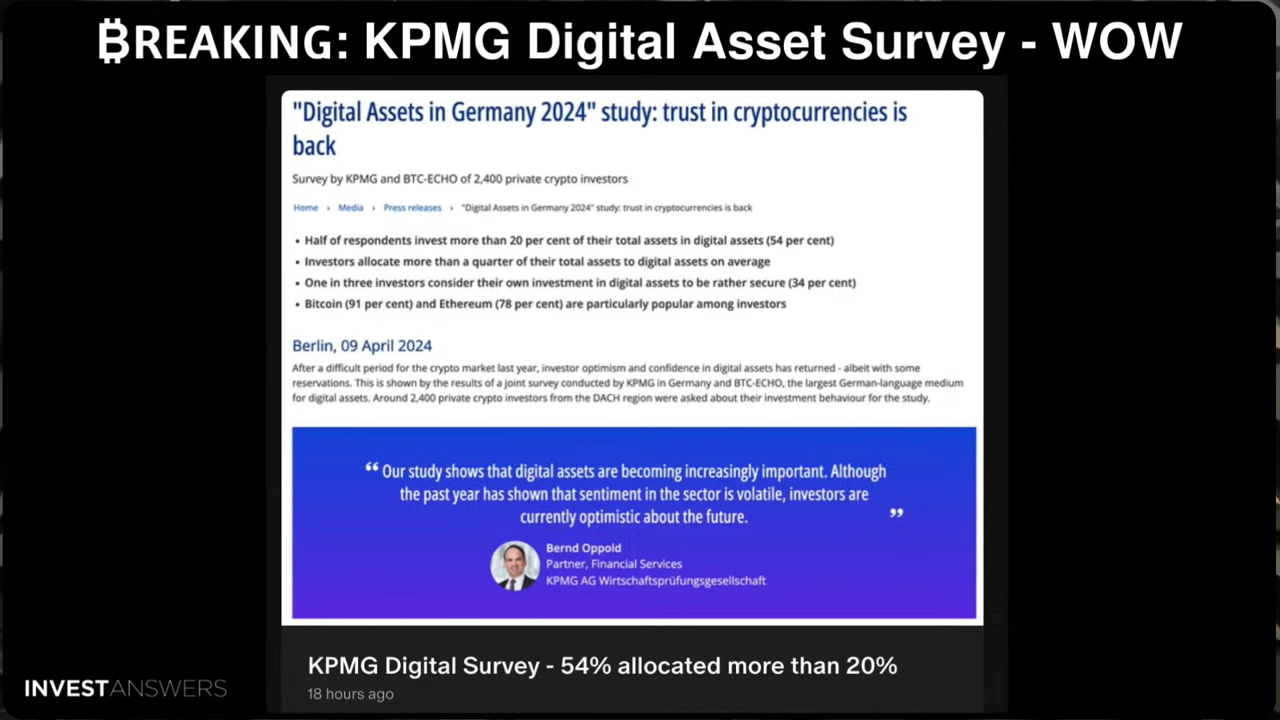 ₿REAKING: KPMG Digital Asset Survey - WOW
"Digital Assets in Germany 2024" study: trust in cryptocurrencies is
back
Survey by KPMG and BTC-ECHO of 2,400 private crypto investors
Home › Media › Press releases › "Digital Assets in Germany 2024" study: trust in cryptocurrencies is back
• Half of respondents invest more than 20 per cent of their total assets in digital assets (54 per cent)
• Investors allocate more than a quarter of their total assets to digital assets on average
• One in three investors consider their own investment in digital assets to be rather secure (34 per cent)
• Bitcoin (91 per cent) and Ethereum (78 per cent) are particularly popular among investors
Berlin, 09 April 2024
After a difficult period for the crypto market last year, investor optimism and confidence in digital assets has returned - albeit with some
reservations. This is shown by the results of a joint survey conducted by KPMG in Germany and BTC-ECHO, the largest German-language medium
for digital assets. Around 2,400 private crypto investors from the DACH region were asked about their investment behaviour for the study.
“ Our study shows that digital assets are becoming increasingly important. Although
the past year has shown that sentiment in the sector is volatile, investors are
currently optimistic about the future. ”
Bernd Oppold
Partner, Financial Services
KPMG AG Wirtschaftsprüfungsgesellschaft
KPMG Digital Survey - 54% allocated more than 20%
18 hours ago
INVESTANSWERS